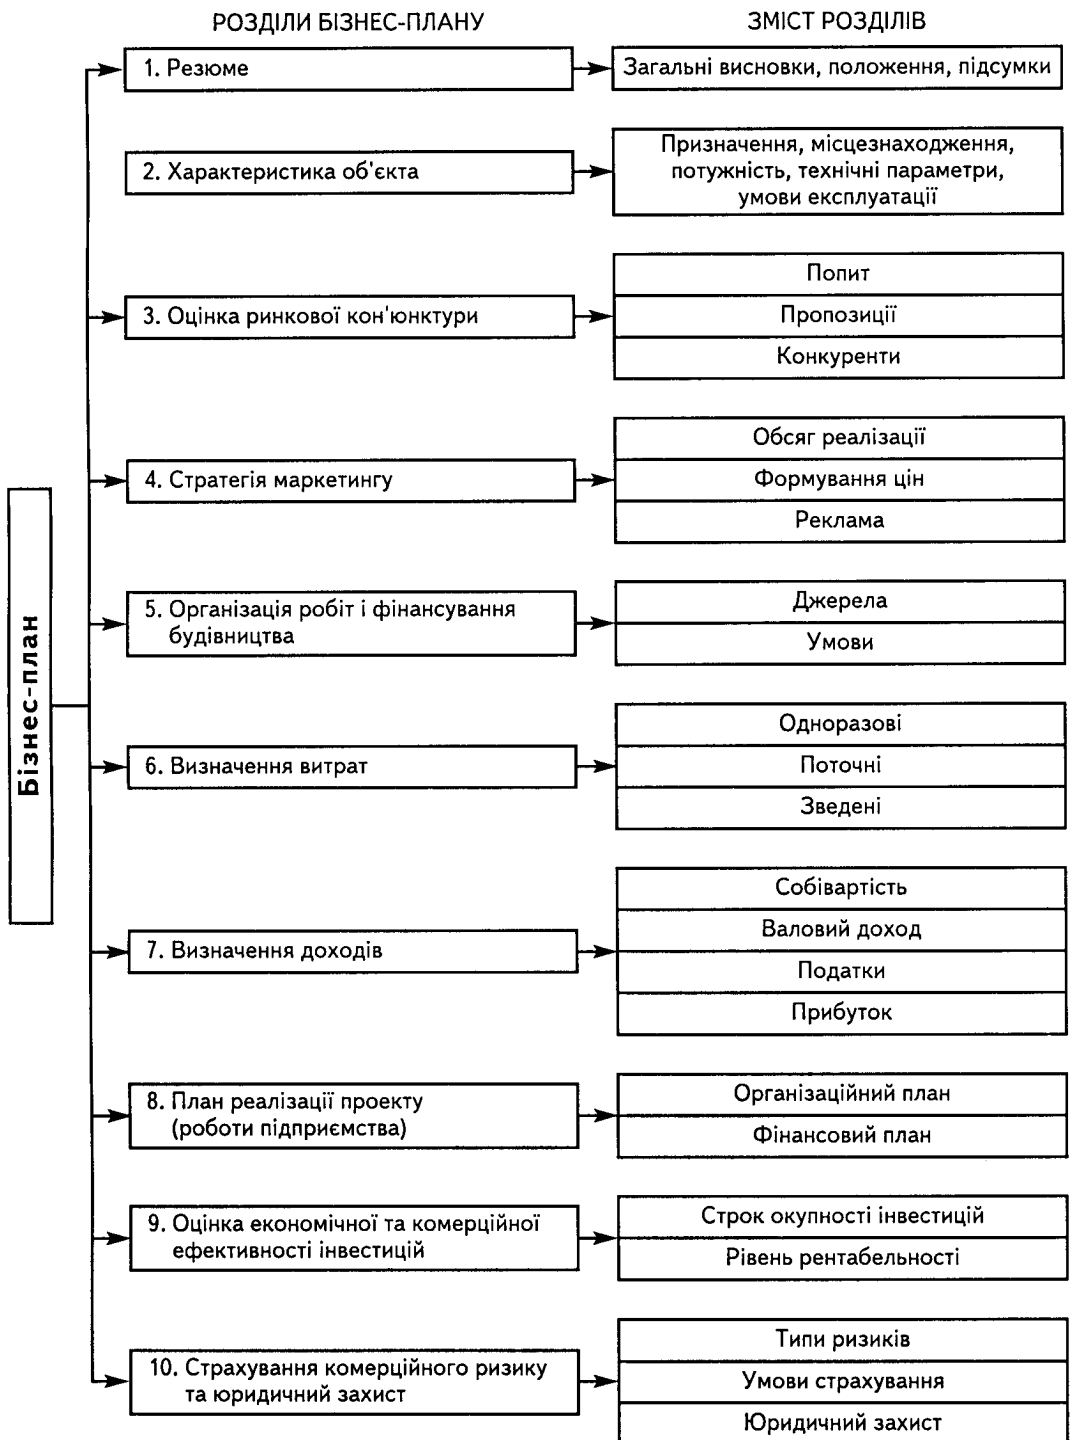 РОЗДІЛИ БІЗНЕС-ПЛАНУ
ЗМІСТ РОЗДІЛІВ
Бізнес-план
1. Резюме
Загальні висновки, положення, підсумки
2. Характеристика об'єкта
Призначення, місцезнаходження,
потужність, технічні параметри,
умови експлуатації
3. Оцінка ринкової кон'юнктури
Попит
Пропозиції
Конкуренти
4. Стратегія маркетингу
Обсяг реалізації
Формування цін
Реклама
5. Організація робіт і фінансування
будівництва
Джерела
Умови
6. Визначення витрат
Одноразові
Поточні
Зведені
7. Визначення доходів
Собівартість
Валовий доход
Податки
Прибуток
8. План реалізації проекту
(роботи підприємства)
Організаційний план
Фінансовий план
9. Оцінка економічної та комерційної
ефективності інвестицій
Строк окупності інвестицій
Рівень рентабельності
10. Страхування комерційного ризику
та юридичний захист
Типи ризиків
Умови страхування
Юридичний захист